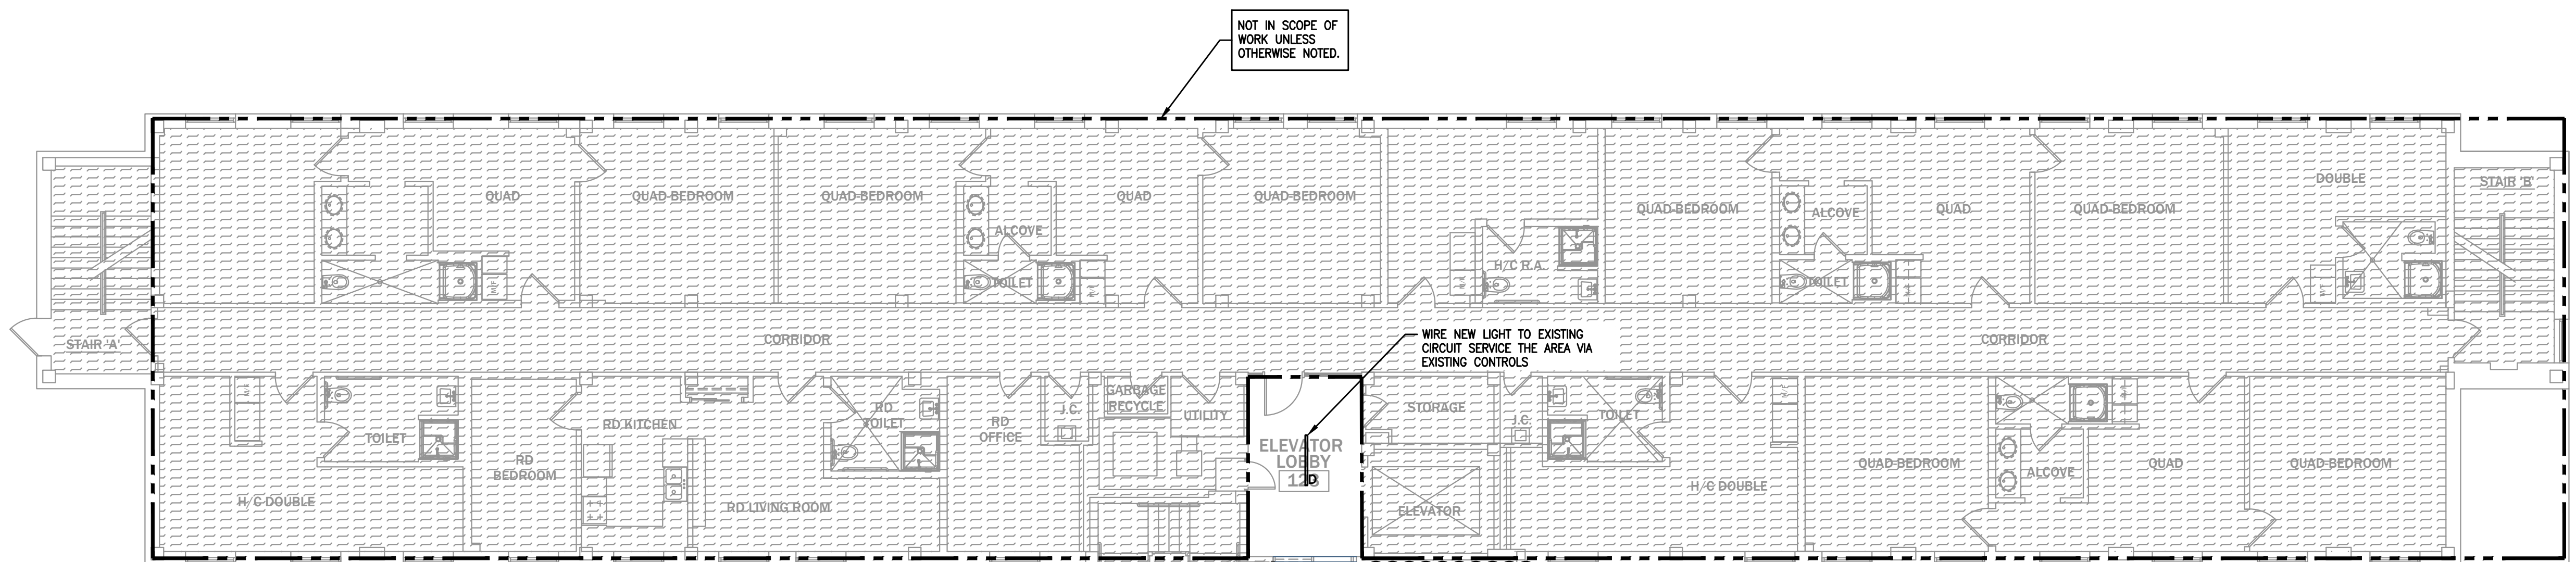 NOT IN SCOPE OF
WORK UNLESS
OTHERWISE NOTED.
QUAD
QUAD-BEDROOM
QUAD-BEDROOM
QUAD
QUAD-BEDROOM
QUAD-BEDROOM
QUAD
QUAD-BEDROOM
DOUBLE
STAIR 'B'
ALCOVE
ALCOVE
H/C R.A.
M/F
TOILET
M/F
M/F
TOILET
M/F
M/F
STAIR 'A'
CORRIDOR
WIRE NEW LIGHT TO EXISTING
CIRCUIT SERVICE THE AREA VIA
EXISTING CONTROLS
CORRIDOR
M/F
TOILET
RD KITCHEN
RD
TOILET
RD
OFFICE
J.C.
GARBAGE
RECYCLE
UTILITY
STORAGE
J.C.
TOILET
M/F
M/F
H/C DOUBLE
RD
BEDROOM
RD LIVING ROOM
ELEVATOR
LOBBY
123
D
ELEVATOR
H/C DOUBLE
QUAD-BEDROOM
ALCOVE
QUAD
QUAD-BEDROOM